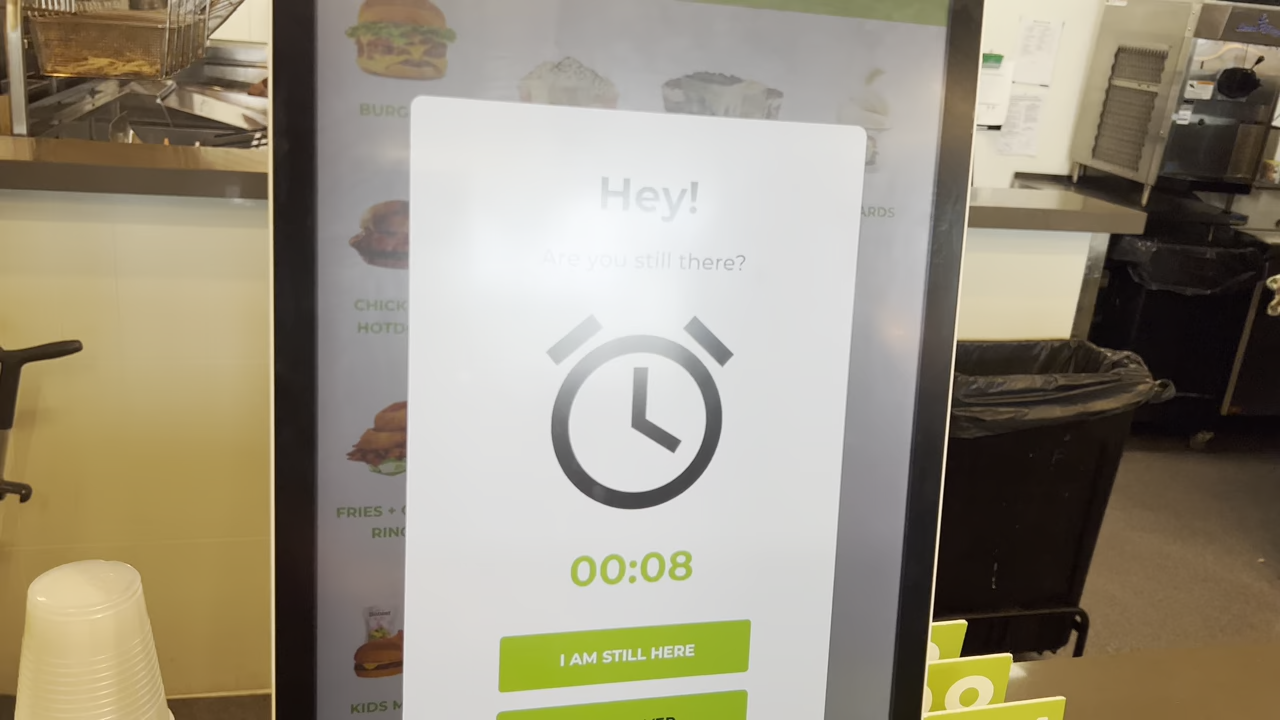 BURG
Hey!
Are you still there?
ARDS
CHICK
HOTD
FRIES +
RING
00:08
I AM STILL HERE
KIDS M